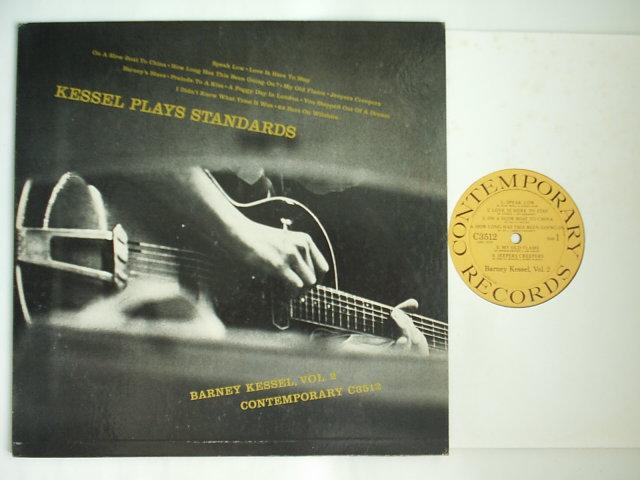 Speak Low • Love Is Here To Stay
On A Slow Boat To China • How Long Has This Been Going On? • My Old Flame • Jeepers Creepers
Barney's Blues • Prelude To A Kiss • A Foggy Day In London • You Stepped Out Of A Dream
I Didn't Know What Time It Was • 64 Bars On Wilshire
KESSEL PLAYS STANDARDS
BARNEY KESSEL, VOL. 2
CONTEMPORARY C3512
CONTEMPORARY
1. SPEAK LOW
2. LOVE IS HERE TO STAY
3. ON A SLOW BOAT TO CHINA
4. HOW LONG HAS THIS BEEN GOING ON
C3512
SIDE 1
5. MY OLD FLAME
6. JEEPERS CREEPERS
Barney Kessel, Vol. 2
RECORDS